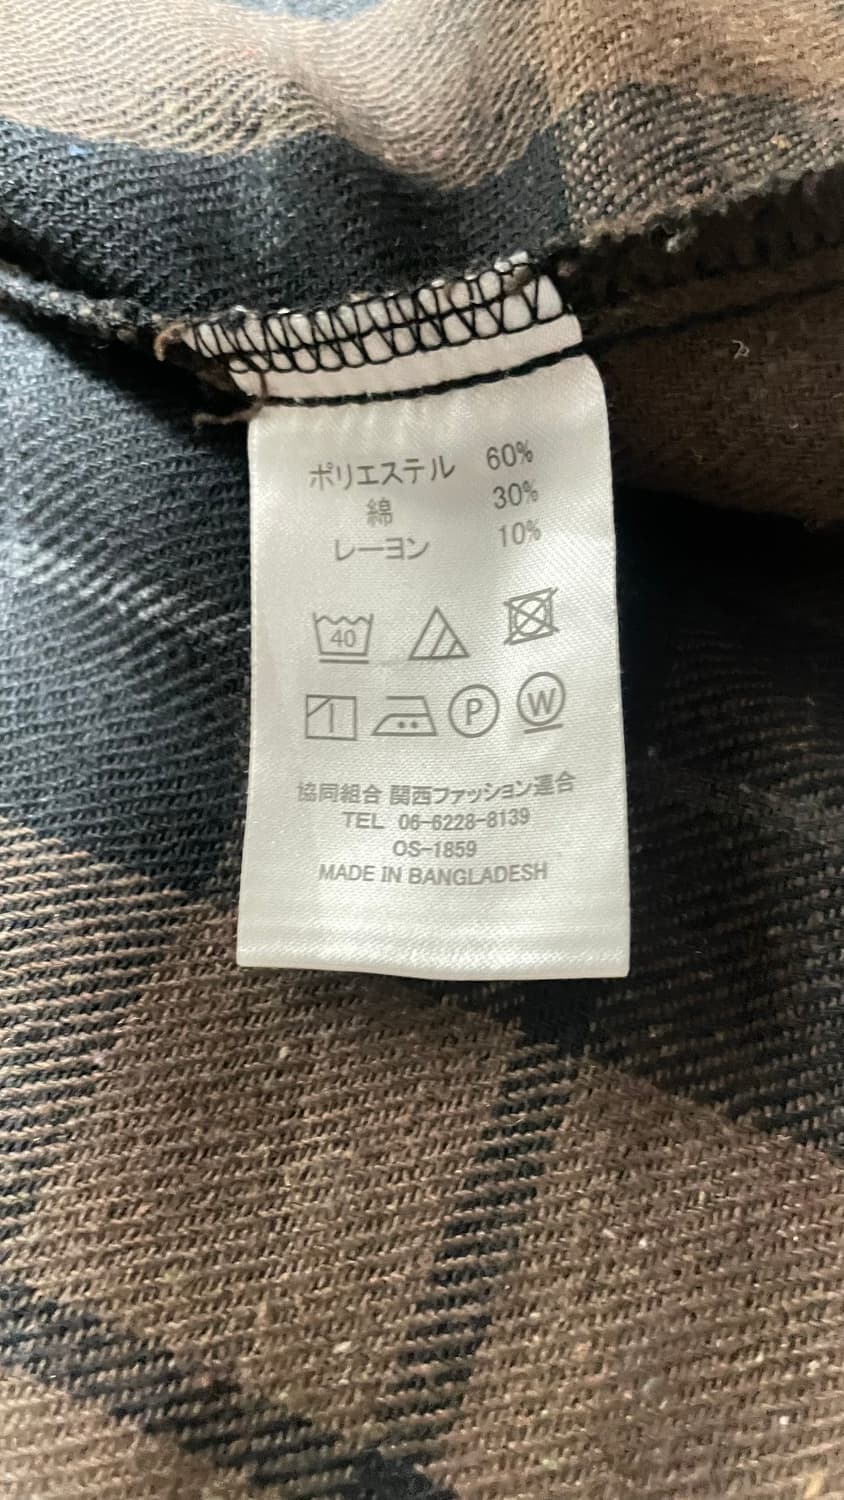 ポリエステル 60%
綿 30%
レーヨン 10%
40
P W
協同組合 関西ファッション連合
TEL 06-6228-8139
OS-1859
MADE IN BANGLADESH